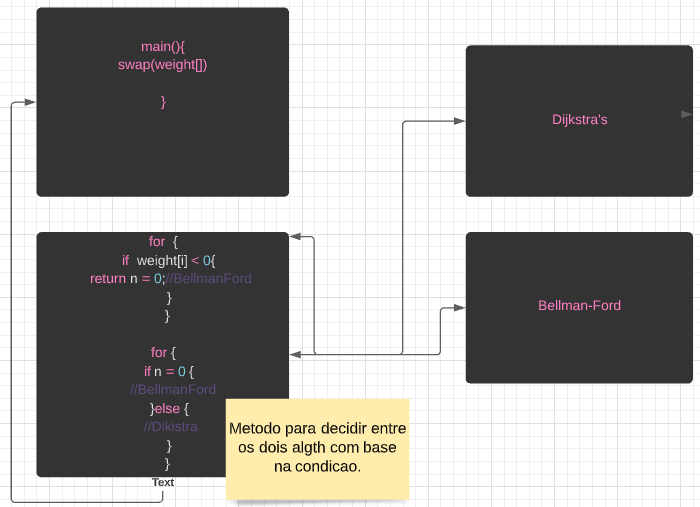 main(){
swap(weight[])
}
Dijkstra's
for  {
if  weight[i] < 0{
return n = 0;//BellmanFord
}
}
for {
if n = 0 {
//BellmanFord
}else {
//Dikistra
}
}
Text
Bellman-Ford
Metodo para decidir entre
os dois algth com base
na condicao.